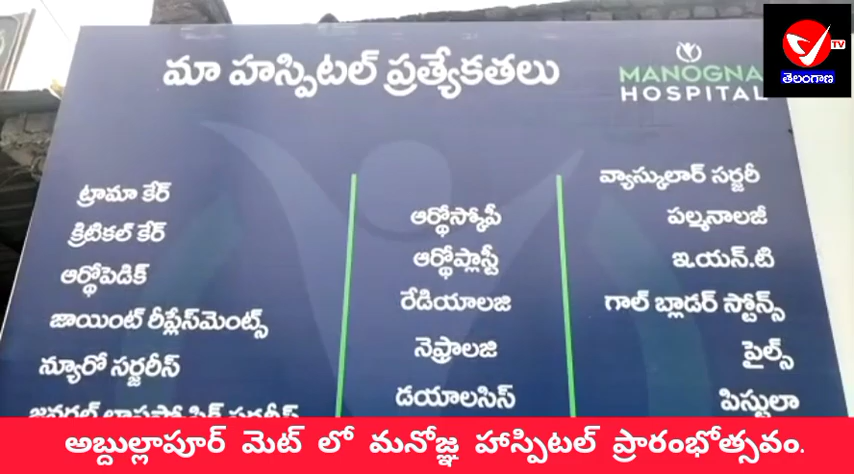 మా హస్పిటల్ ప్రత్యేకతలు
MANOGNA
HOSPITAL
TV
తెలంగాణ
ట్రామా కేర్
క్రిటికల్ కేర్
ఆర్థోపెడిక్
జాయింట్ రీప్లేస్‌మెంట్స్
న్యూరో సర్జరీస్
ఆర్థోస్కోపీ
ఆర్థోప్లాస్టీ
రేడియాలజి
నెఫ్రాలజి
డయాలసిస్
వ్యాస్కులార్ సర్జరీ
పల్మనాలజీ
ఇ.యన్.టి
గాల్ బ్లాడర్ స్టోన్స్
పైల్స్
పిస్టులా
అబ్దుల్లాపూర్ మెట్ లో మనోజ్ఞ హాస్పిటల్ ప్రారంభోత్సవం.